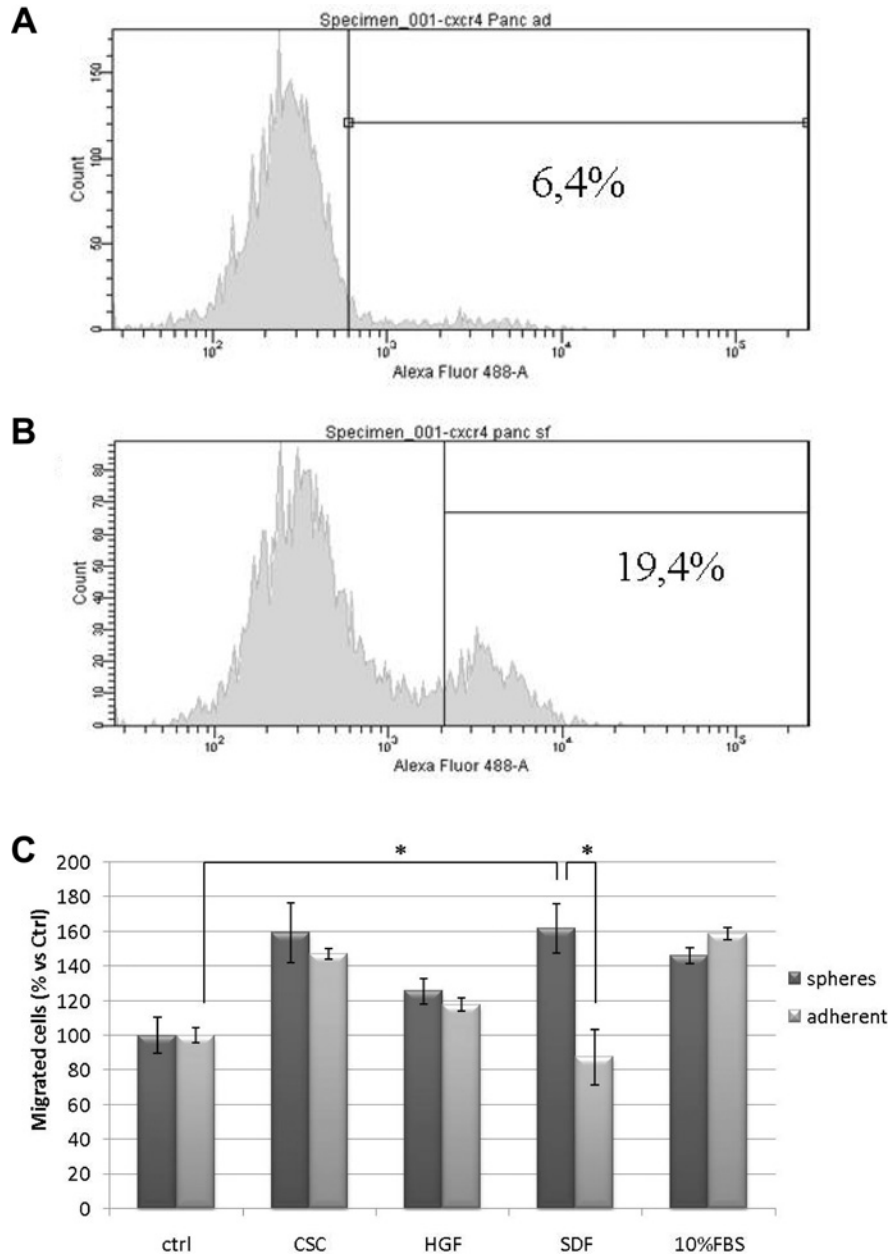 A
Specimen_001-cxcr4 Panc ad
Count
150
100
50
0
6,4%
10^2 10^3 10^4 10^5
Alexa Fluor 488-A
B
Specimen_001-cxcr4 panc sf
Count
80
70
60
50
40
30
20
10
0
19,4%
10^2 10^3 10^4 10^5
Alexa Fluor 488-A
C
Migrated cells (% vs Ctrl)
200
180
160
140
120
100
80
60
40
20
0
* *
spheres
adherent
ctrl CSC HGF SDF 10%FBS